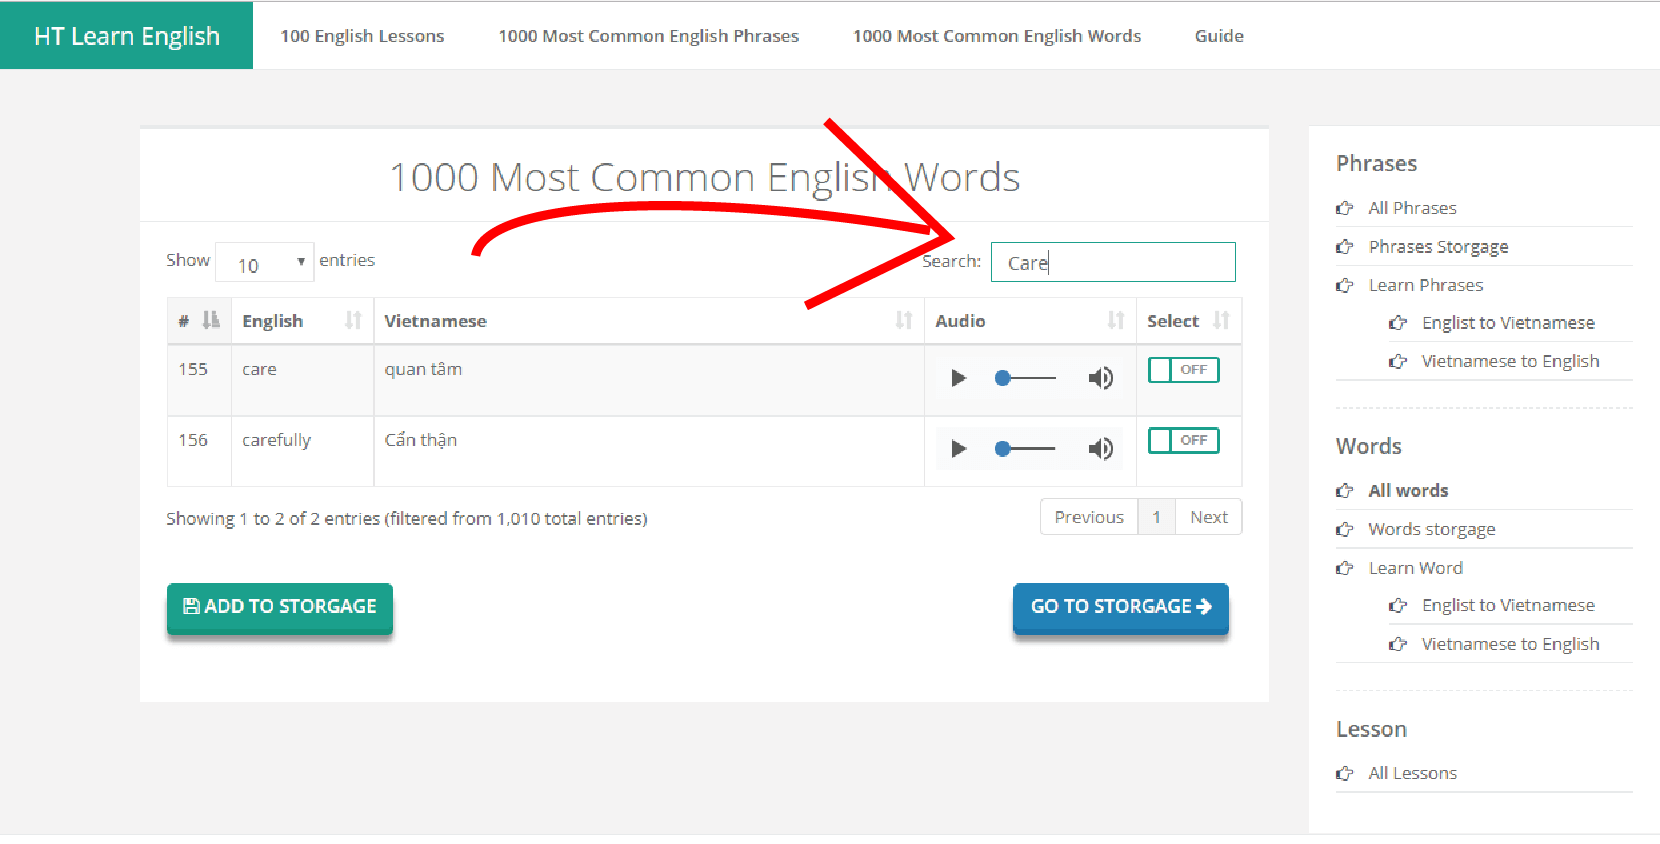 HT Learn English
100 English Lessons
1000 Most Common English Phrases
1000 Most Common English Words
Guide
1000 Most Common English Words
Show 10 entries
Search: Care
# English Vietnamese Audio Select
155 care quan tâm OFF
156 carefully Cẩn thận OFF
Showing 1 to 2 of 2 entries (filtered from 1,010 total entries)
Previous 1 Next
ADD TO STORGAGE
GO TO STORGAGE
Phrases
All Phrases
Phrases Storgage
Learn Phrases
Englist to Vietnamese
Vietnamese to English
Words
All words
Words storgage
Learn Word
Englist to Vietnamese
Vietnamese to English
Lesson
All Lessons